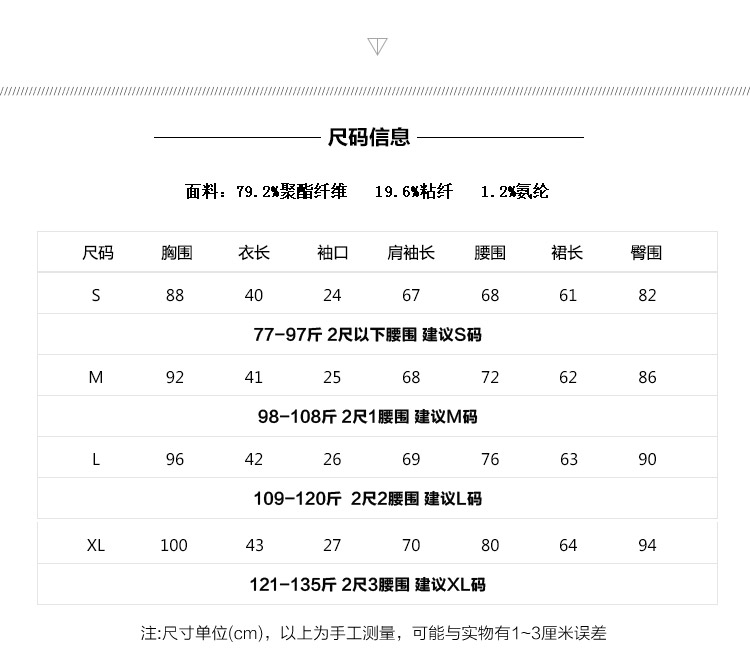 尺码信息
面料：79.2%聚酯纤维 19.6%粘纤 1.2%氨纶
尺码 胸围 衣长 袖口 肩袖长 腰围 裙长 臀围
S 88 40 24 67 68 61 82
77-97斤 2尺以下腰围 建议S码
M 92 41 25 68 72 62 86
98-108斤 2尺1腰围 建议M码
L 96 42 26 69 76 63 90
109-120斤 2尺2腰围 建议L码
XL 100 43 27 70 80 64 94
121-135斤 2尺3腰围 建议XL码
注:尺寸单位(cm)，以上为手工测量，可能与实物有1~3厘米误差